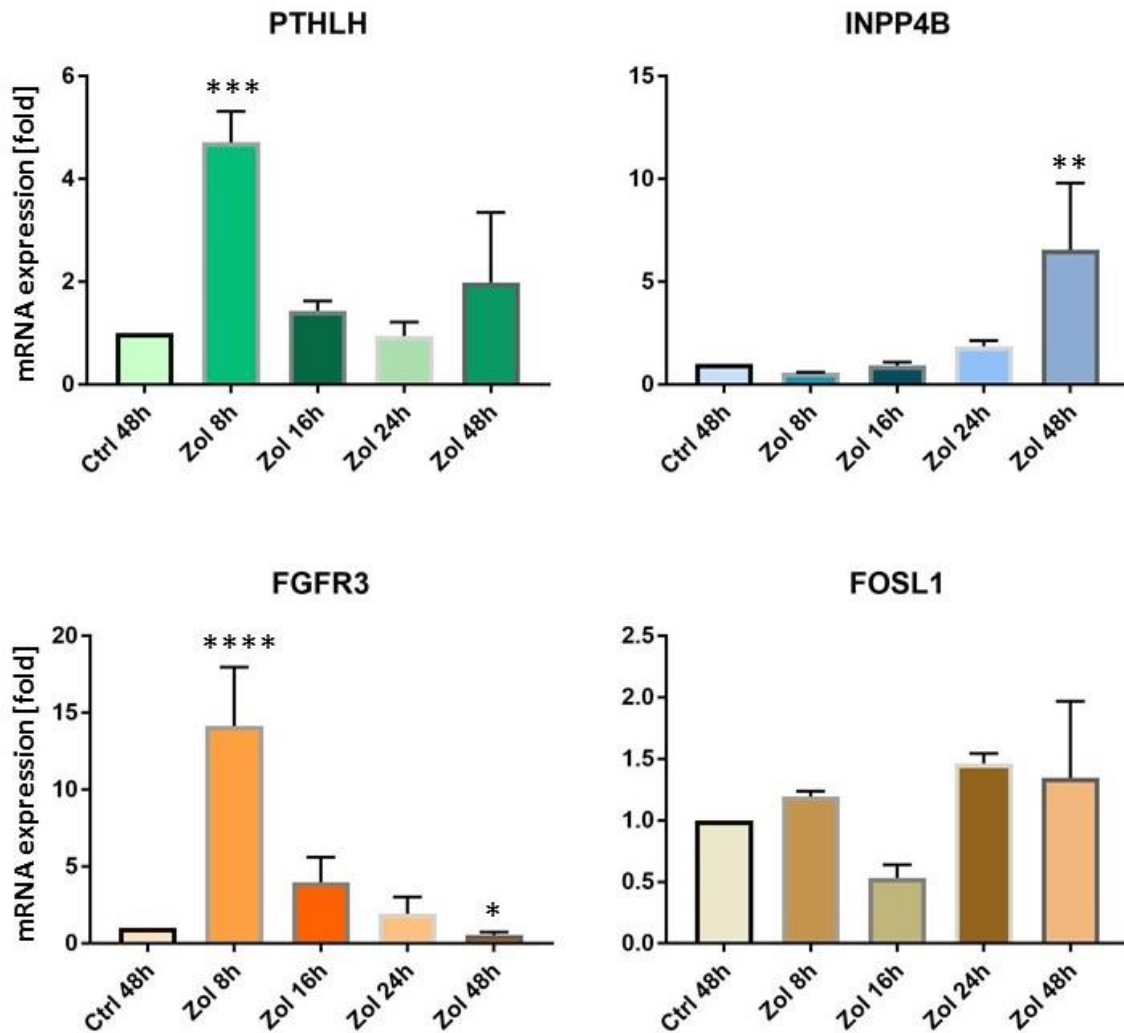 PTHLH
mRNA expression [fold]
6
4
2
0
***
Ctrl 48h
Zol 8h
Zol 16h
Zol 24h
Zol 48h
INPP4B
15
10
5
0
**
Ctrl 48h
Zol 8h
Zol 16h
Zol 24h
Zol 48h
FGFR3
mRNA expression [fold]
20
15
10
5
0
****
*
Ctrl 48h
Zol 8h
Zol 16h
Zol 24h
Zol 48h
FOSL1
2.5
2.0
1.5
1.0
0.5
0.0
Ctrl 48h
Zol 8h
Zol 16h
Zol 24h
Zol 48h